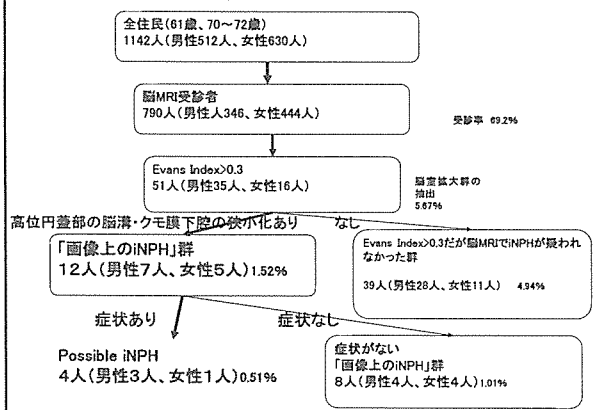 全住民(61歳、70～72歳)
1142人(男性512人、女性630人)
脳MRI受診者
790人(男性人346、女性444人)
受診率 69.2%
Evans Index>0.3
51人(男性35人、女性16人)
脳室拡大群の
抽出
5.67%
高位円蓋部の脳溝・クモ膜下腔の狭小化あり なし
「画像上のiNPH」群
12人(男性7人、女性5人)1.52%
Evans Index>0.3だが脳MRIでiNPHが疑われ
なかった群
39人(男性28人、女性11人) 4.94%
症状あり 症状なし
Possible iNPH
4人(男性3人、女性1人)0.51%
症状がない
「画像上のiNPH」群
8人(男性4人、女性4人)1.01%